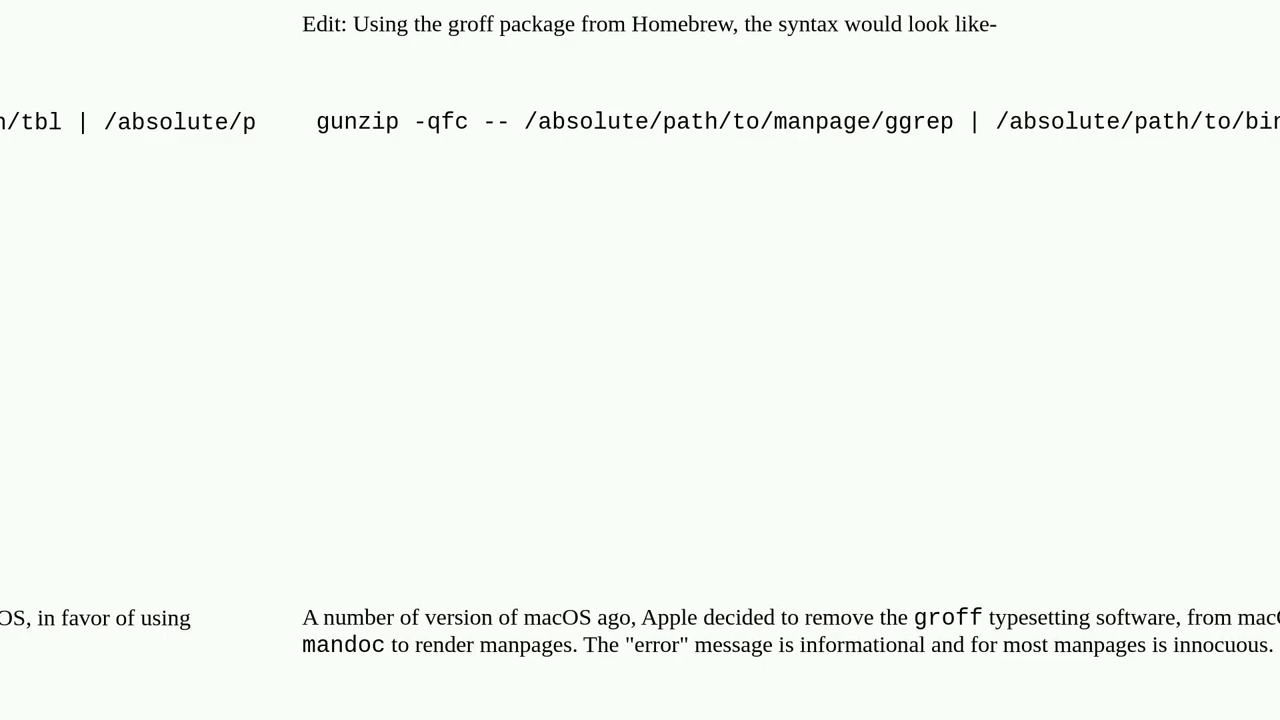 Edit: Using the groff package from Homebrew, the syntax would look like-
n/tbl | /absolute/p
gunzip -qfc -- /absolute/path/to/manpage/ggrep | /absolute/path/to/bin
OS, in favor of using
A number of version of macOS ago, Apple decided to remove the groff typesetting software, from mac
mandoc to render manpages. The "error" message is informational and for most manpages is innocuous.